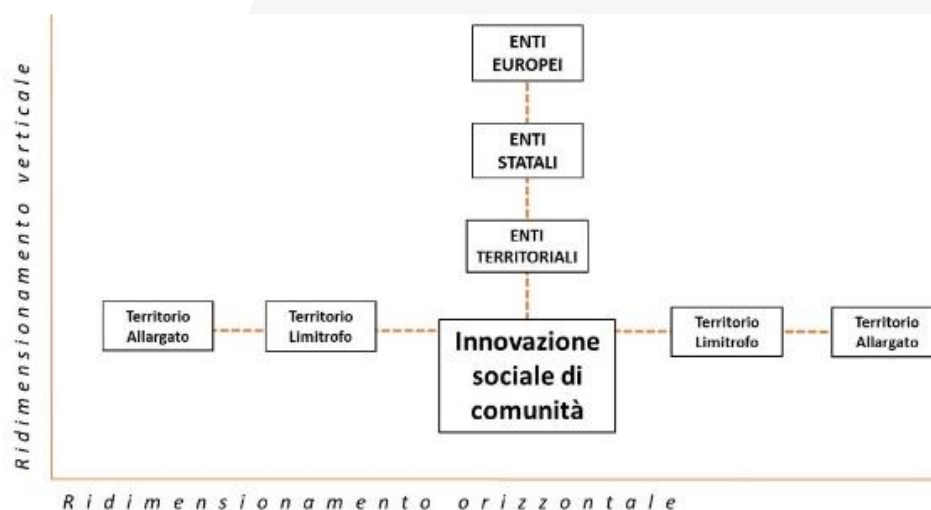 ENTI
EUROPEI
ENTI
STATALI
ENTI
TERRITORIALI
Territorio
Allargato
Territorio
Limitrofo
Innovazione
sociale di
comunità
Territorio
Limitrofo
Territorio
Allargato
Ridimensionamento verticale
Ridimensionamento orizzontale